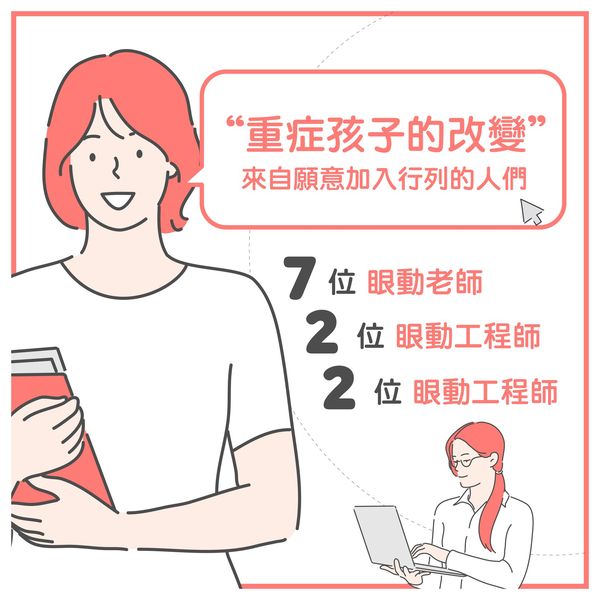 “重症孩子的改變”
來自願意加入行列的人們
7 位 眼動老師
2 位 眼動工程師
2 位 眼動工程師